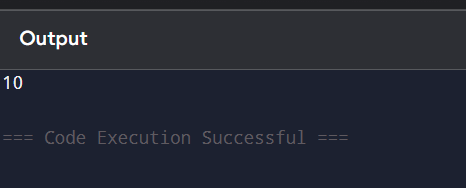 Output
10
=== Code Execution Successful ===